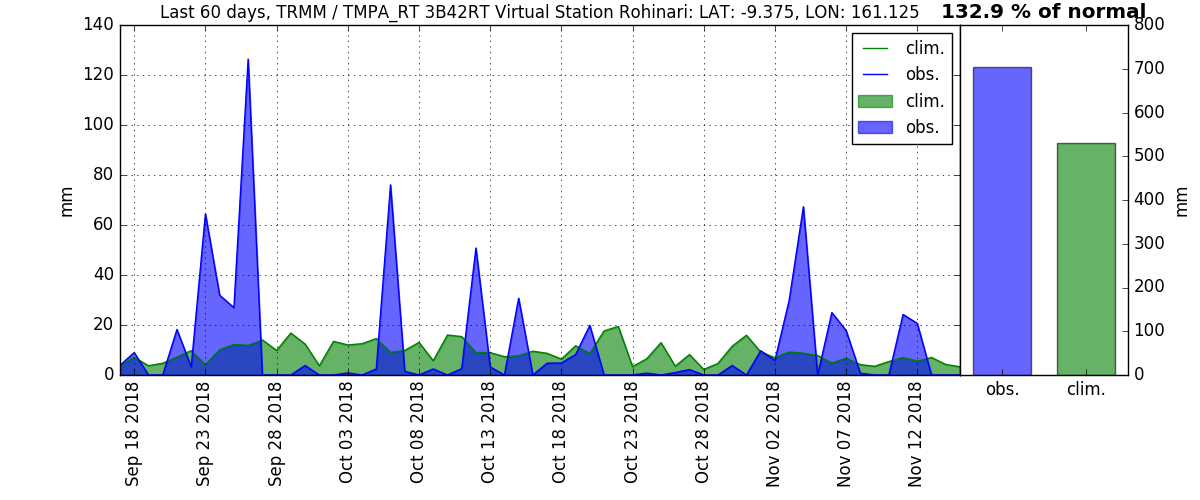 Last 60 days, TRMM / TMPA_RT 3B42RT Virtual Station Rohinari: LAT: -9.375, LON: 161.125
132.9 % of normal
140
120
100
80
60
40
20
0
mm
clim.
obs.
clim.
obs.
800
700
600
500
400
300
200
100
0
mm
Sep 18 2018
Sep 23 2018
Sep 28 2018
Oct 03 2018
Oct 08 2018
Oct 13 2018
Oct 18 2018
Oct 23 2018
Oct 28 2018
Nov 02 2018
Nov 07 2018
Nov 12 2018
obs.
clim.